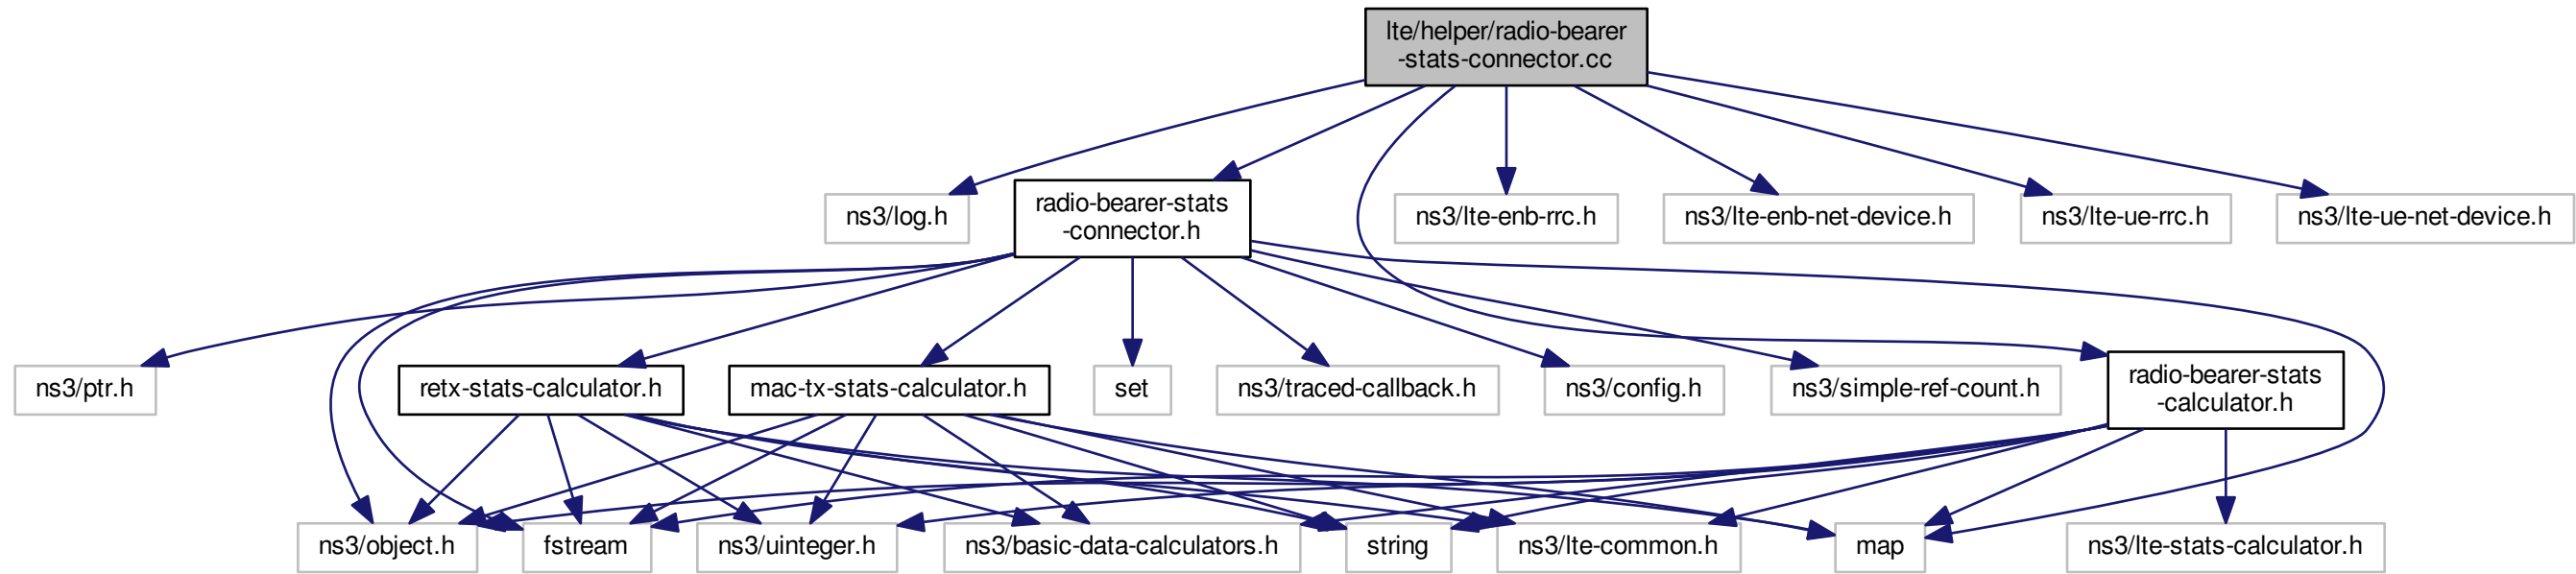 lte/helper/radio-bearer
-stats-connector.cc
ns3/log.h
radio-bearer-stats
-connector.h
ns3/lte-enb-rrc.h
ns3/lte-enb-net-device.h
ns3/lte-ue-rrc.h
ns3/lte-ue-net-device.h
ns3/ptr.h
retx-stats-calculator.h
mac-tx-stats-calculator.h
set
ns3/traced-callback.h
ns3/config.h
ns3/simple-ref-count.h
radio-bearer-stats
-calculator.h
ns3/object.h
fstream
ns3/uinteger.h
ns3/basic-data-calculators.h
string
ns3/lte-common.h
map
ns3/lte-stats-calculator.h